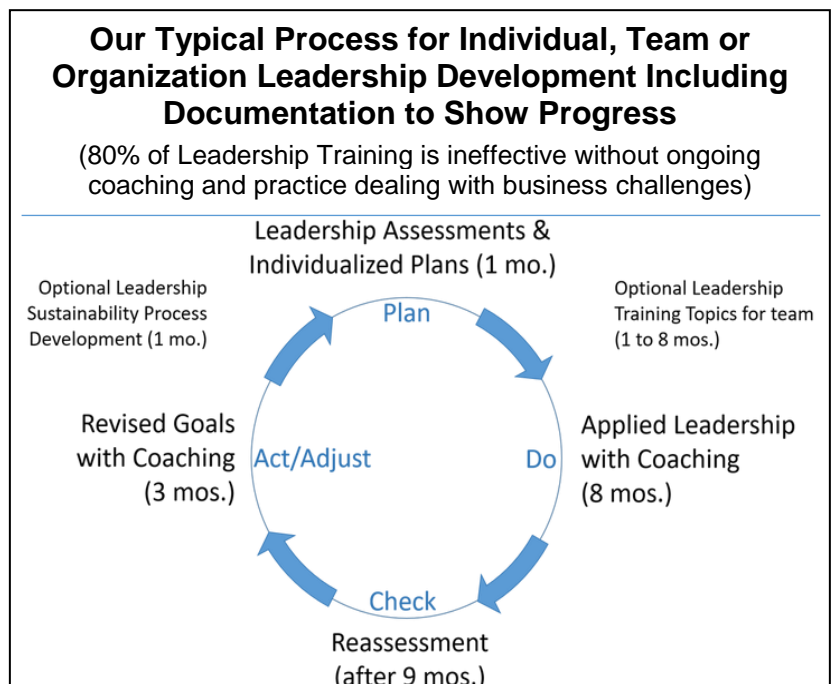 Our Typical Process for Individual, Team or
Organization Leadership Development Including
Documentation to Show Progress
(80% of Leadership Training is ineffective without ongoing
coaching and practice dealing with business challenges)
Leadership Assessments &
Individualized Plans (1 mo.)
Optional Leadership
Sustainability Process
Development (1 mo.)
Plan
Optional Leadership
Training Topics for team
(1 to 8 mos.)
Revised Goals
with Coaching
(3 mos.)
Act/Adjust
Do
Applied Leadership
with Coaching
(8 mos.)
Check
Reassessment
(after 9 mos.)